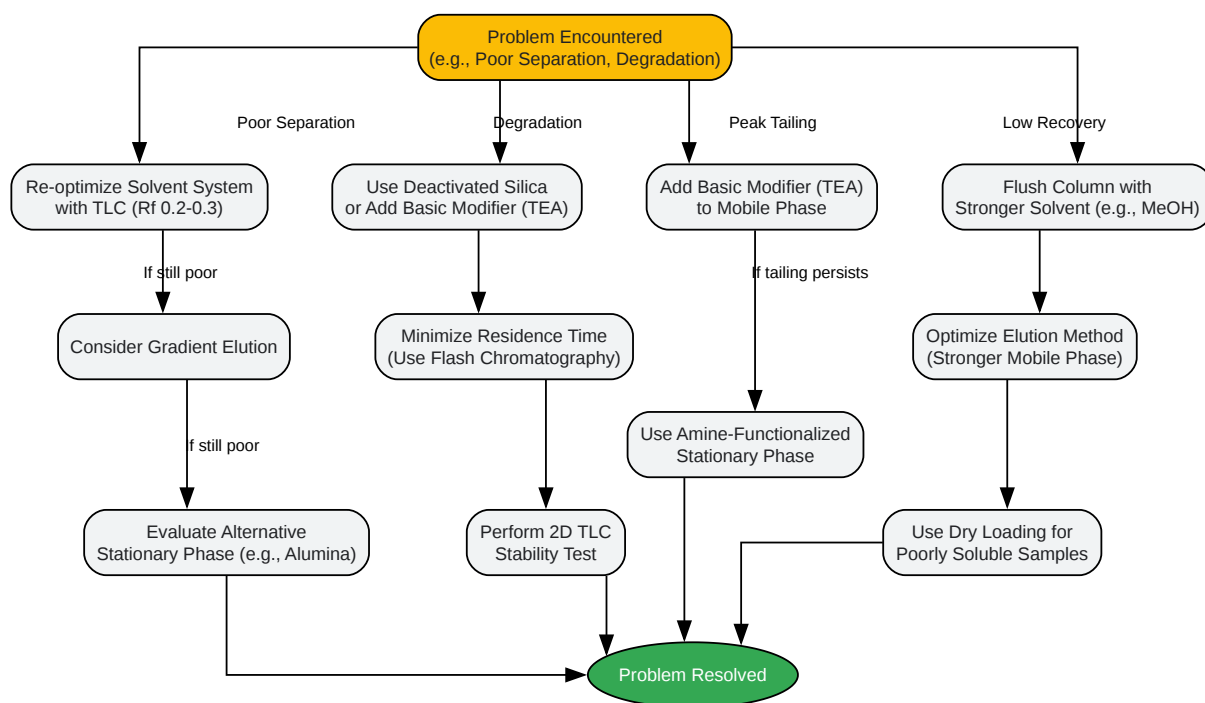 Problem Encountered
(e.g., Poor Separation, Degradation)
Poor Separation
Degradation
Peak Tailing
Low Recovery
Re-optimize Solvent System
with TLC (Rf 0.2-0.3)
Use Deactivated Silica
or Add Basic Modifier (TEA)
Add Basic Modifier (TEA)
to Mobile Phase
Flush Column with
Stronger Solvent (e.g., MeOH)
If still poor
If tailing persists
Consider Gradient Elution
Minimize Residence Time
(Use Flash Chromatography)
Optimize Elution Method
(Stronger Mobile Phase)
If still poor
Use Amine-Functionalized
Stationary Phase
Evaluate Alternative
Stationary Phase (e.g., Alumina)
Perform 2D TLC
Stability Test
Use Dry Loading for
Poorly Soluble Samples
Problem Resolved